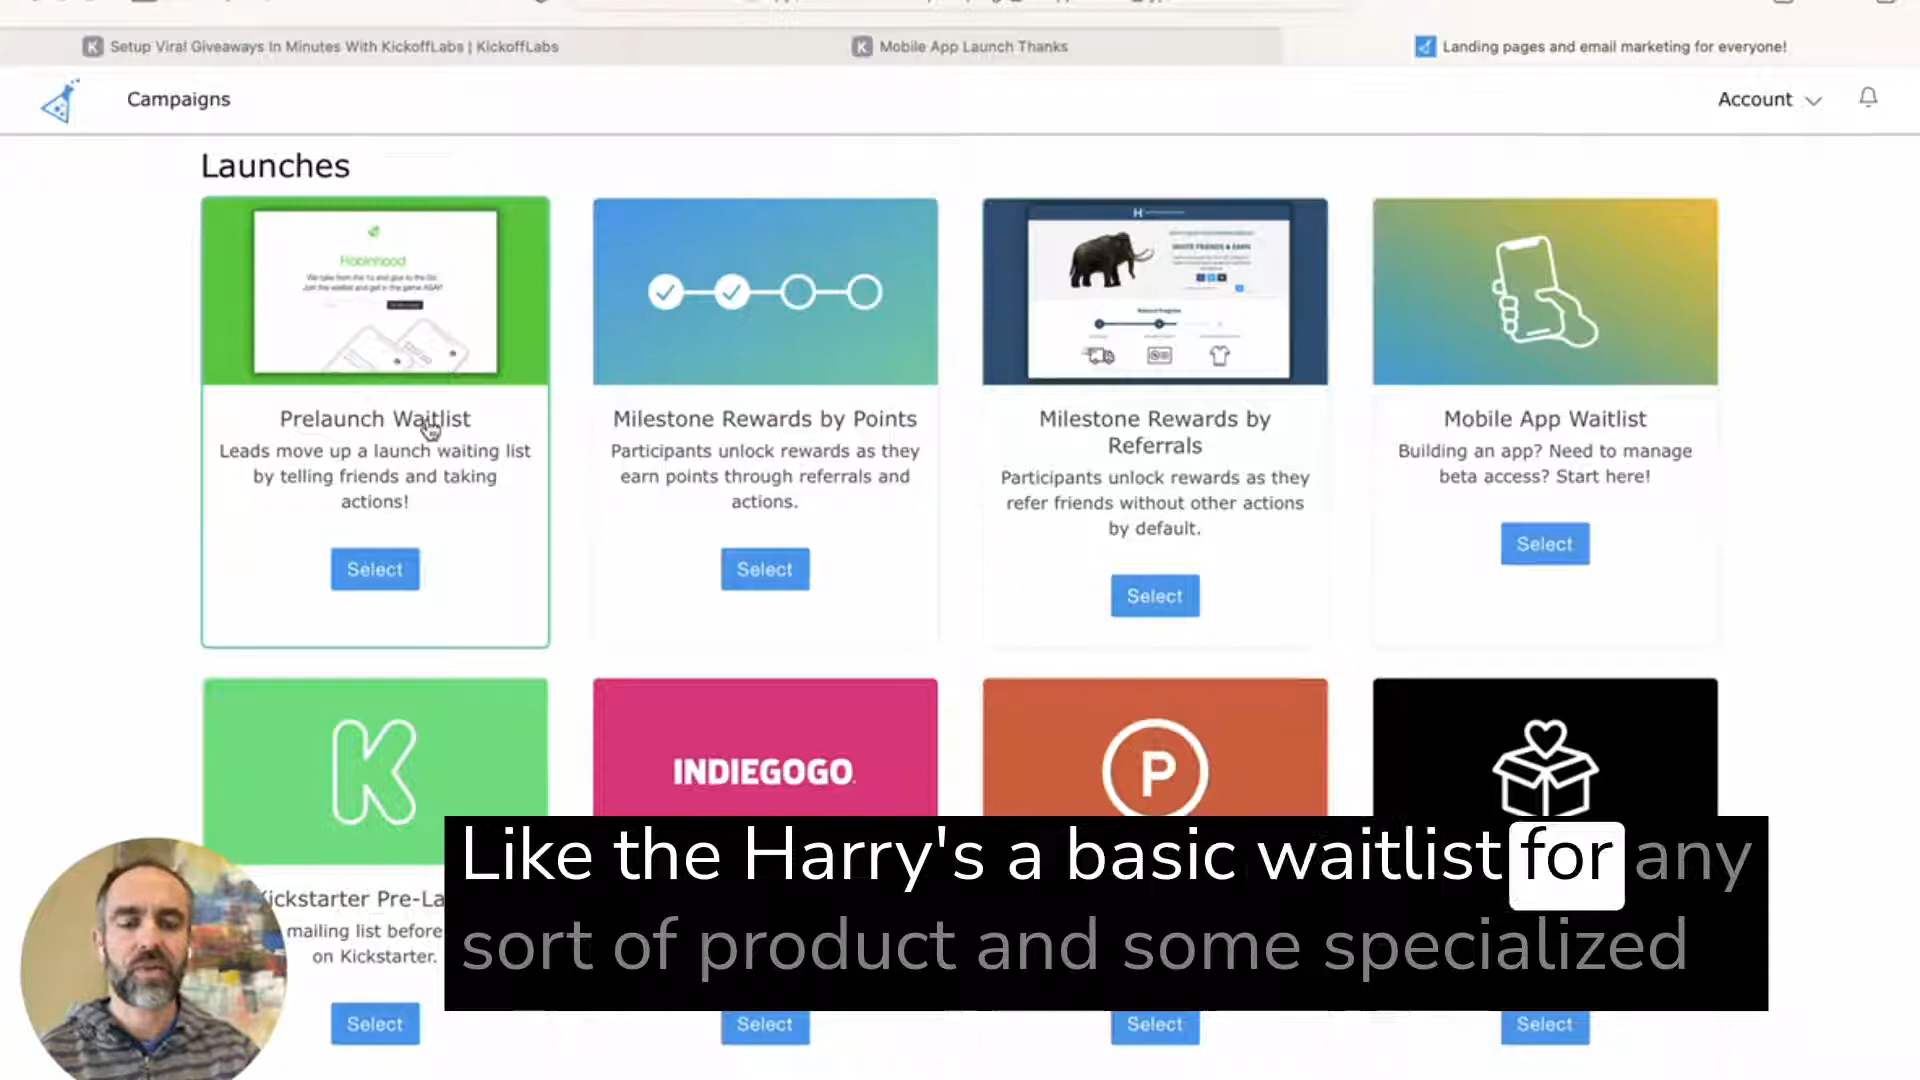 Setup Viral Giveaways In Minutes With KickoffLabs | KickoffLabs
Mobile App Launch Thanks
Landing pages and email marketing for everyone!
Campaigns
Account
Launches
Hobinhood
INVITE FRIENDS & EARN
Prelaunch Waitlist
Leads move up a launch waiting list
by telling friends and taking
actions!
Select
Milestone Rewards by Points
Participants unlock rewards as they
earn points through referrals and
actions.
Select
Milestone Rewards by
Referrals
Participants unlock rewards as they
refer friends without other actions
by default.
Select
Mobile App Waitlist
Building an app? Need to manage
beta access? Start here!
Select
K
INDIEGOGO.
P
Kickstarter Pre-La
mailing list before
on Kickstarter.
Like the Harry's a basic waitlist for any
sort of product and some specialized
Select
Select
Select
Select